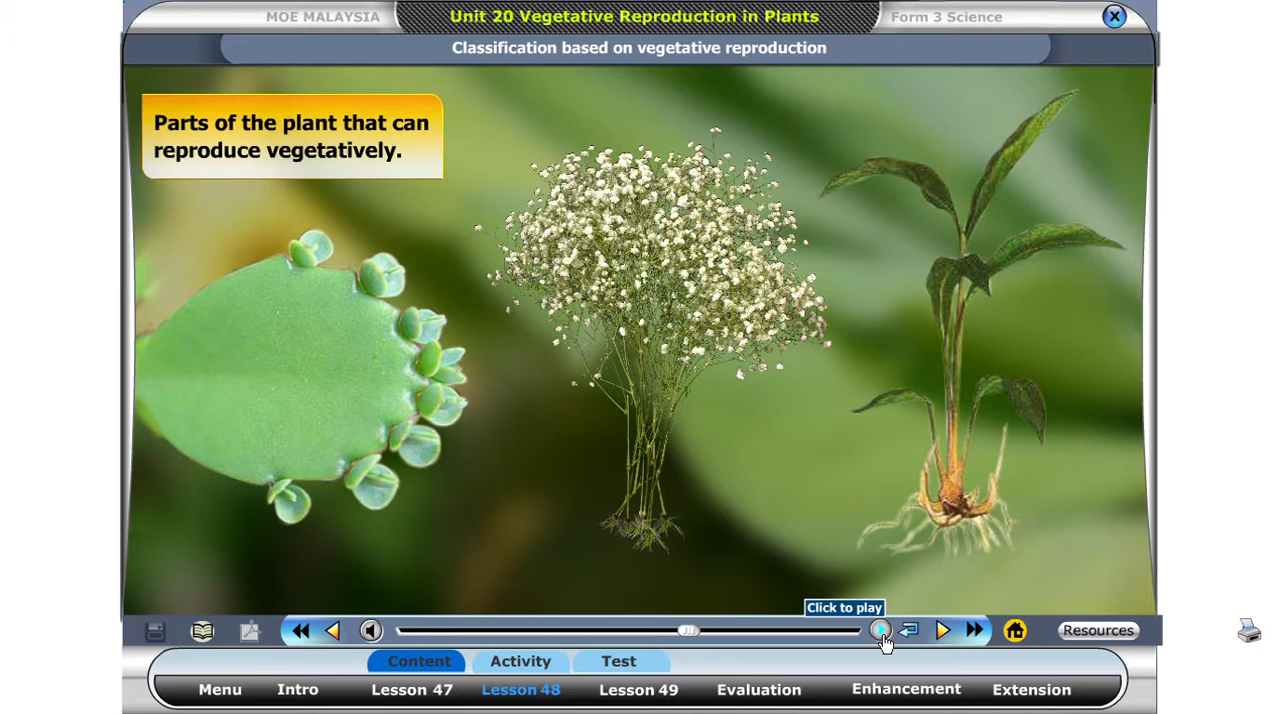 MOE MALAYSIA
Unit 20 Vegetative Reproduction in Plants
Form 3 Science
X
Classification based on vegetative reproduction
Parts of the plant that can
reproduce vegetatively.
Click to play
Resources
Content
Activity
Test
Menu
Intro
Lesson 47
Lesson 48
Lesson 49
Evaluation
Enhancement
Extension